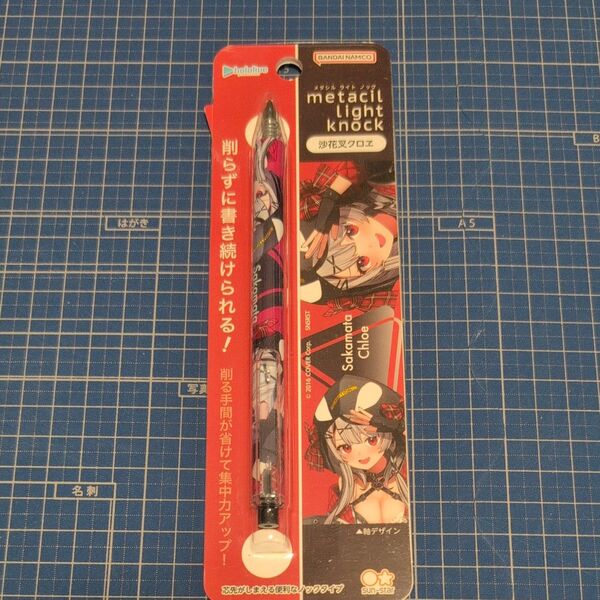 hololive
BANDAI NAMCO
メタシル ライト ノック
metacil
light
knock
沙花叉クロヱ
削らずに書き続けられる!
削る手間が省けて集中力アップ!
Sakamata
© 2016 COVER Corp.
Sakamata
Chloe
▲軸デザイン
芯先がしまえる便利なノックタイプ
sun-star
はがき
A5
B
写真
名刺